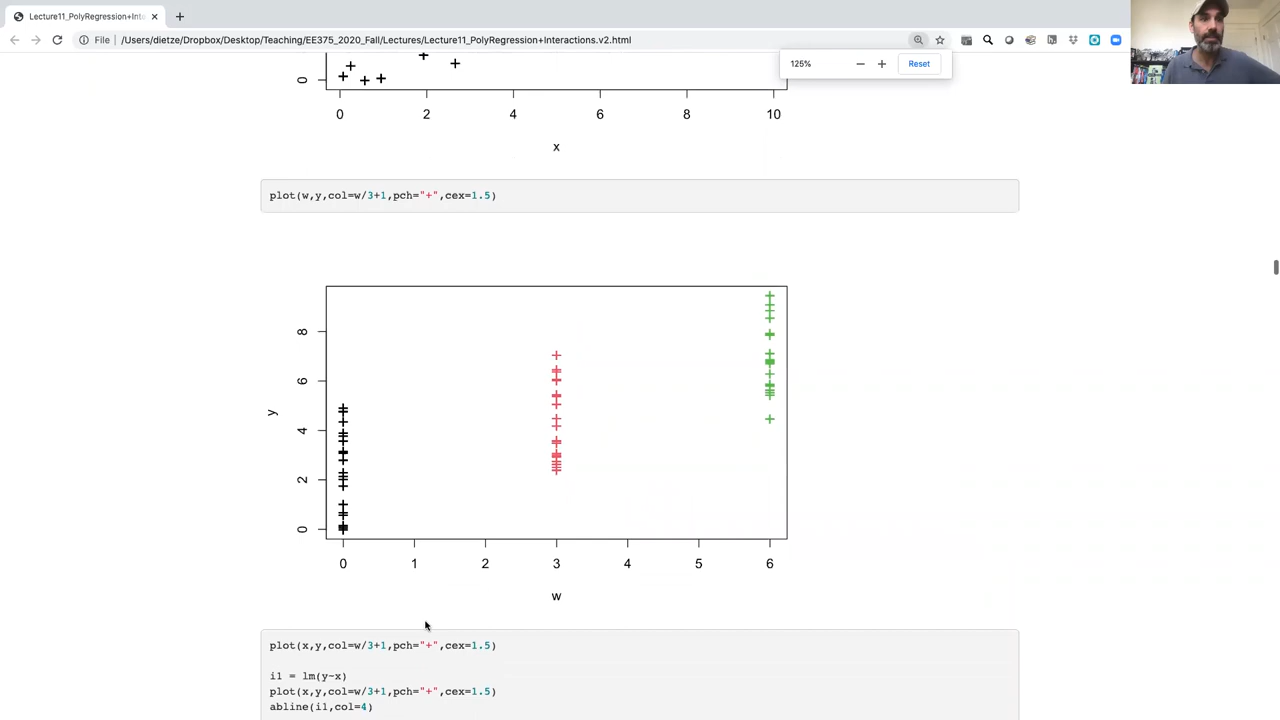 Lecture11_PolyRegression+Inte
File
/Users/dietze/Dropbox/Desktop/Teaching/EE375_2020_Fall/Lectures/Lecture11_PolyRegression+Interactions.v2.html
125%
Reset
0
0 2 4 6 8 10
x
plot(w,y,col=w/3+1,pch="+",cex=1.5)
8
6
y
4
2
0
0 1 2 3 4 5 6
w
plot(x,y,col=w/3+1,pch="+",cex=1.5)
i1 = lm(y~x)
plot(x,y,col=w/3+1,pch="+",cex=1.5)
abline(i1,col=4)